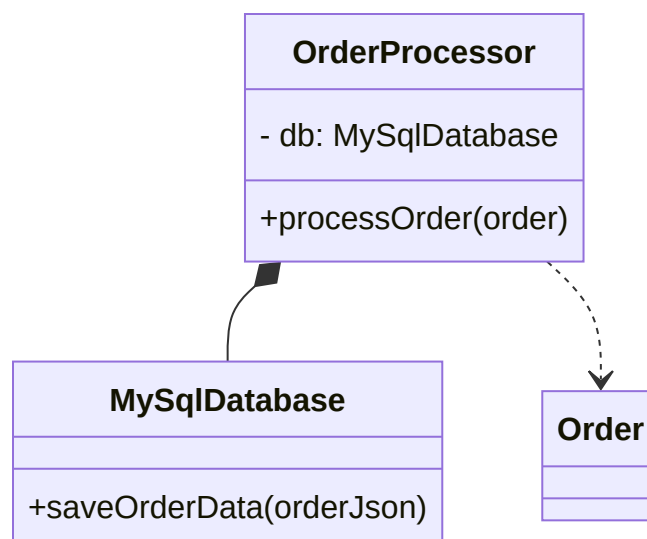 OrderProcessor
- db: MySqlDatabase
+processOrder(order)
MySqlDatabase
+saveOrderData(orderJson)
Order